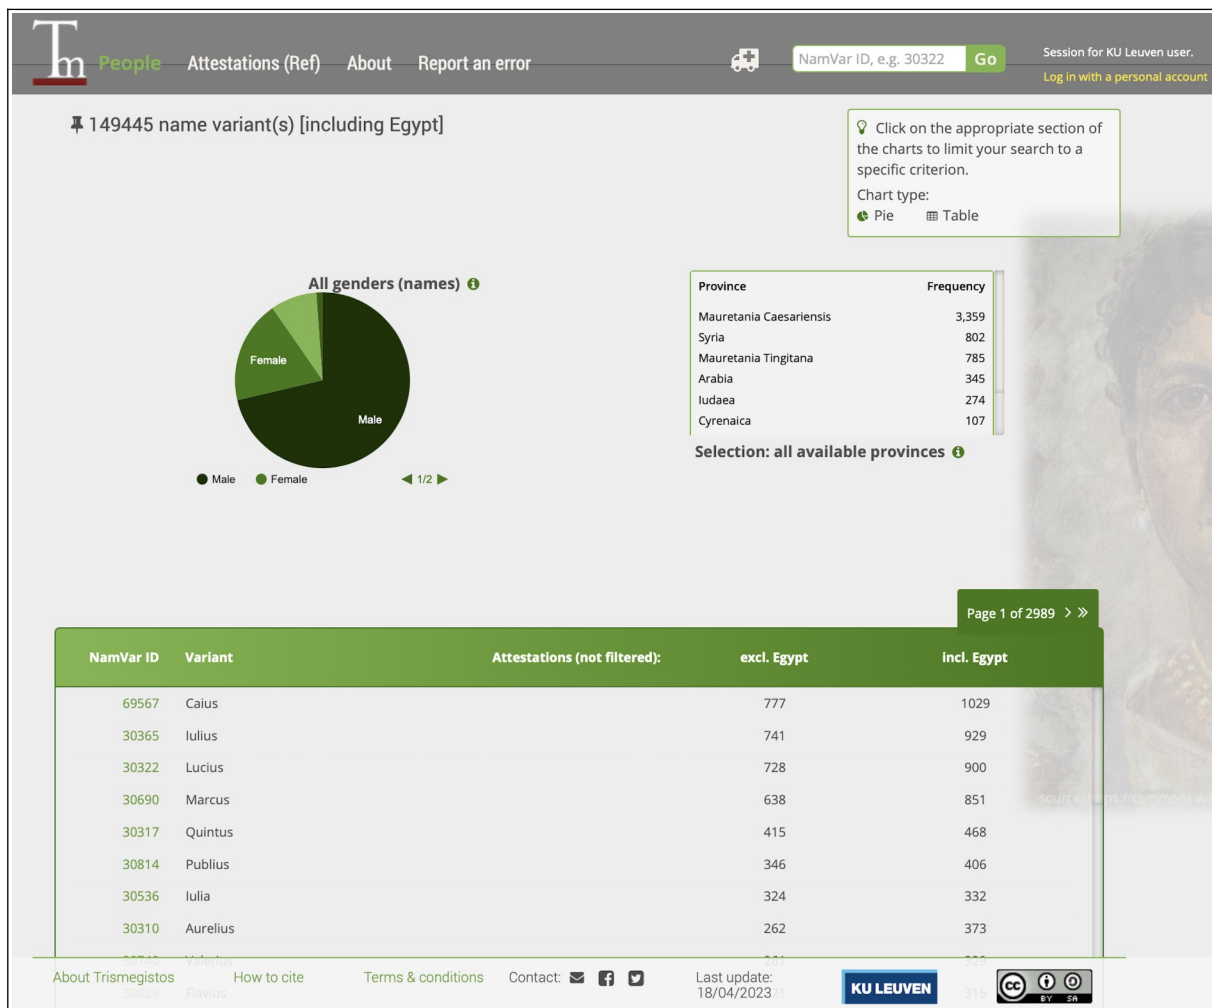 Tm People Attestations (Ref) About Report an error NamVar ID, e.g. 30322 Go
Session for KU Leuven user.
Log in with a personal account
149445 name variant(s) [including Egypt]
Click on the appropriate section of
the charts to limit your search to a
specific criterion.
Chart type:
Pie Table
All genders (names)
Female
Male
Male Female 1/2
Province Frequency
Mauretania Caesariensis 3,359
Syria 802
Mauretania Tingitana 785
Arabia 345
Iudaea 274
Cyrenaica 107
Selection: all available provinces
Page 1 of 2989
NamVar ID Variant Attestations (not filtered): excl. Egypt incl. Egypt
69567 Caius 777 1029
30365 Iulius 741 929
30322 Lucius 728 900
30690 Marcus 638 851
30317 Quintus 415 468
30814 Publius 346 406
30536 Iulia 324 332
30310 Aurelius 262 373
About Trismegistos How to cite Terms & conditions Contact: Last update:
18/04/2023
KU LEUVEN
cc BY SA
30829 Flavius 315